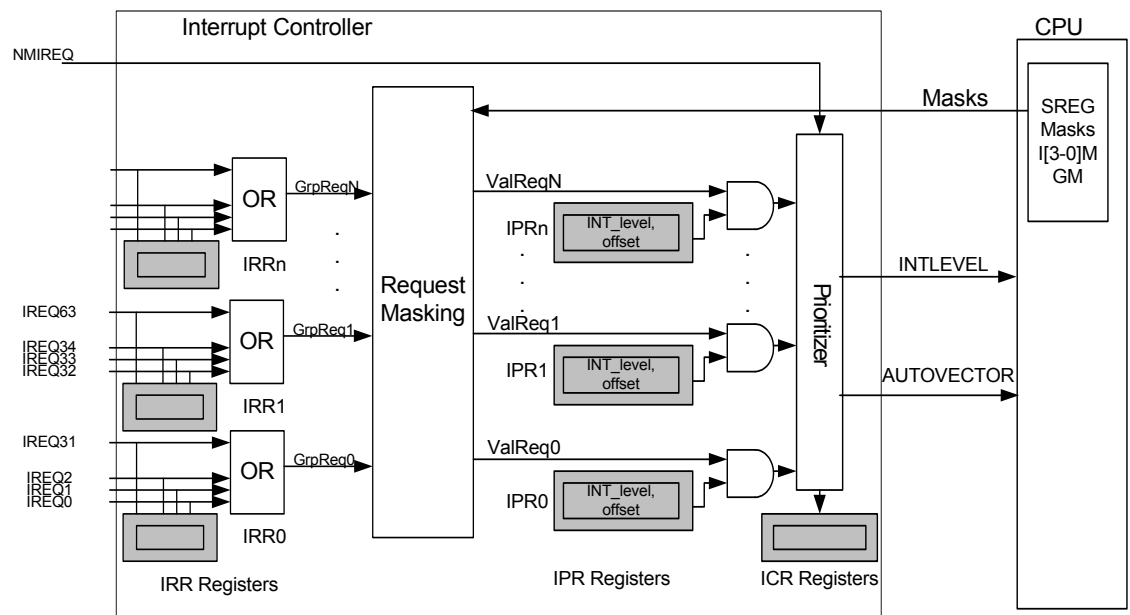 Interrupt Controller
CPU
NMIREQ
Masks
SREG
Masks
I[3-0]M
GM
OR
GrpReqN
ValReqN
INT_level,
offset
IPRn
IRRn
.
.
.
.
.
.
.
.
.
Request
Masking
Prioritizer
INTLEVEL
IREQ63
OR
GrpReq1
ValReq1
IREQ34
IREQ33
IREQ32
INT_level,
offset
IPR1
AUTOVECTOR
IRR1
IREQ31
OR
GrpReq0
ValReq0
IREQ2
IREQ1
IREQ0
INT_level,
offset
IPR0
IRR0
IRR Registers
IPR Registers
ICR Registers